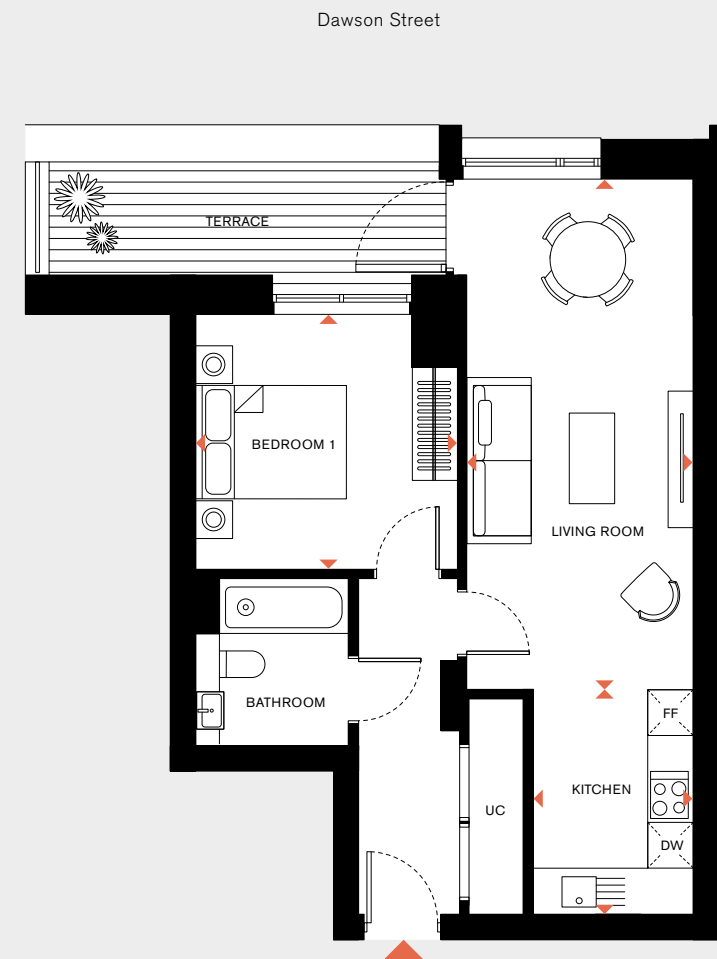 Dawson Street
TERRACE
BEDROOM 1
LIVING ROOM
BATHROOM
FF
KITCHEN
UC
DW